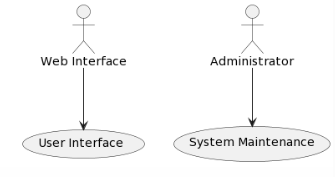 Web Interface
Administrator
User Interface
System Maintenance